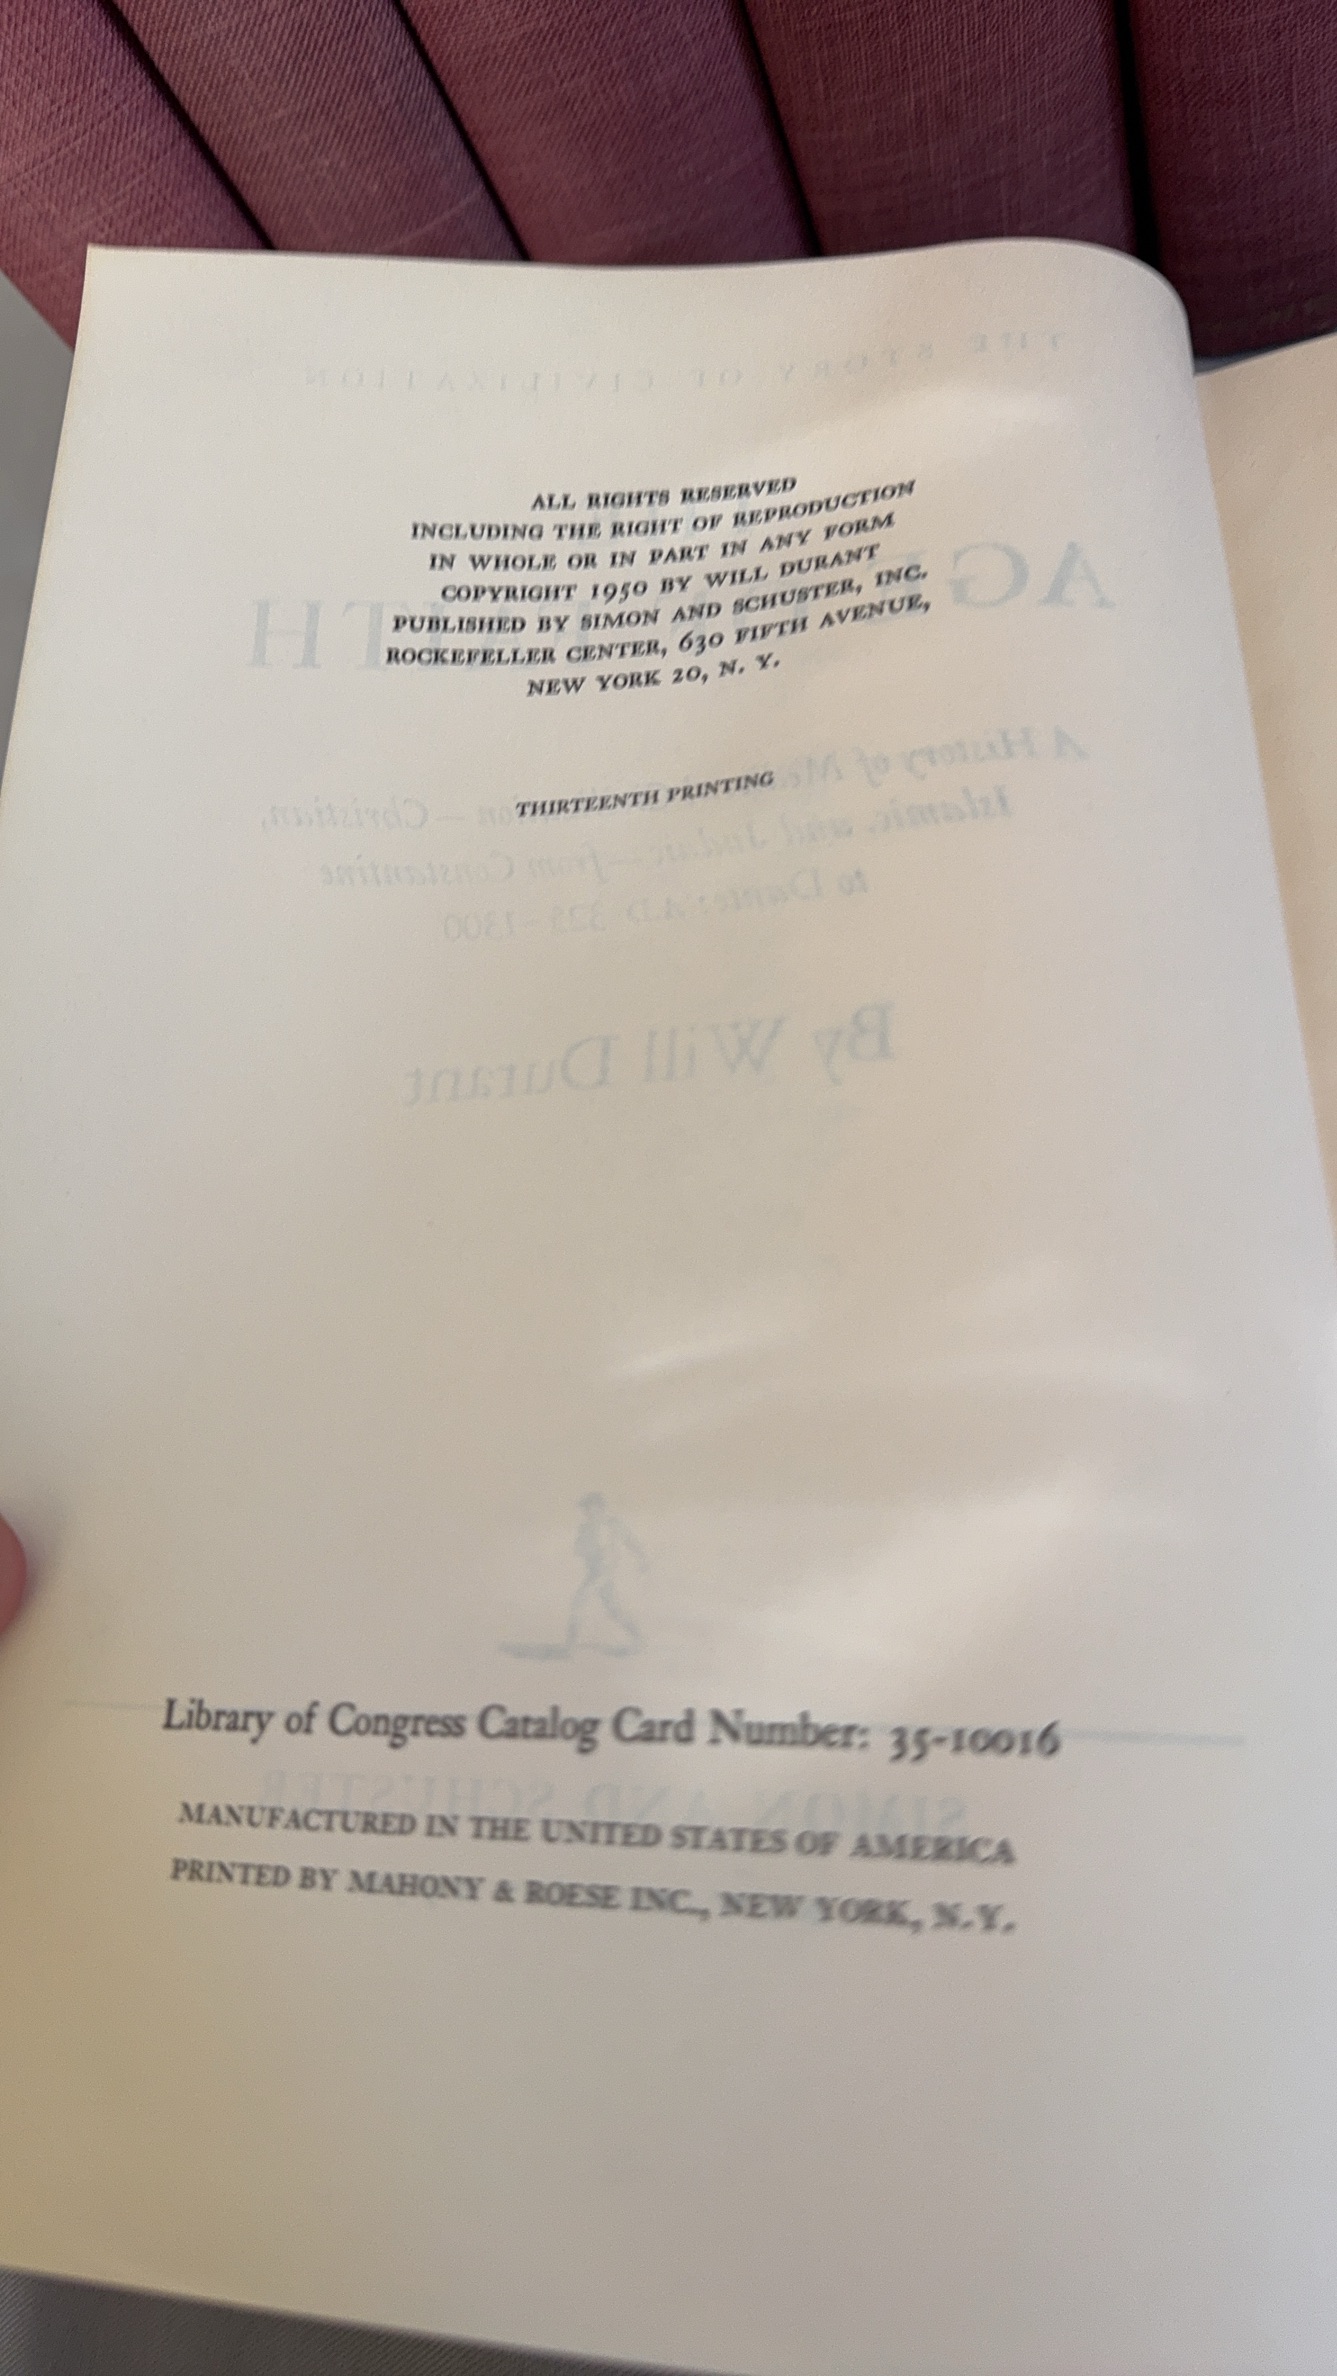 ALL RIGHTS RESERVED
INCLUDING THE RIGHT OF REPRODUCTION
IN WHOLE OR IN PART IN ANY FORM
COPYRIGHT 1950 BY WILL DURANT
PUBLISHED BY SIMON AND SCHUSTER, INC.
ROCKEFELLER CENTER, 630 FIFTH AVENUE,
NEW YORK 20, N. Y.
THIRTEENTH PRINTING
Library of Congress Catalog Card Number: 35-10016
MANUFACTURED IN THE UNITED STATES OF AMERICA
PRINTED BY MAHONY & ROESE INC., NEW YORK, N.Y.